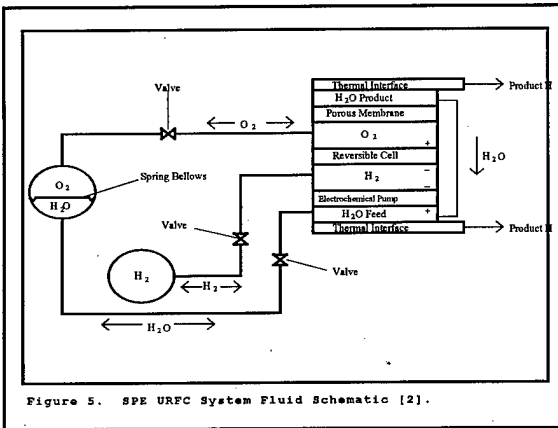 Valve
Thermal Interface
Product H
H₂O Product
Porous Membrane
O₂
O₂
+
H₂O
Reversible Cell
O₂
Spring Bellows
H₂
−
−
H₂O
Electrochemical Pump
Valve
H₂O Feed
+
Thermal Interface
Product H
Valve
H₂
H₂
H₂O
Figure 5. SPE URFC System Fluid Schematic [2].